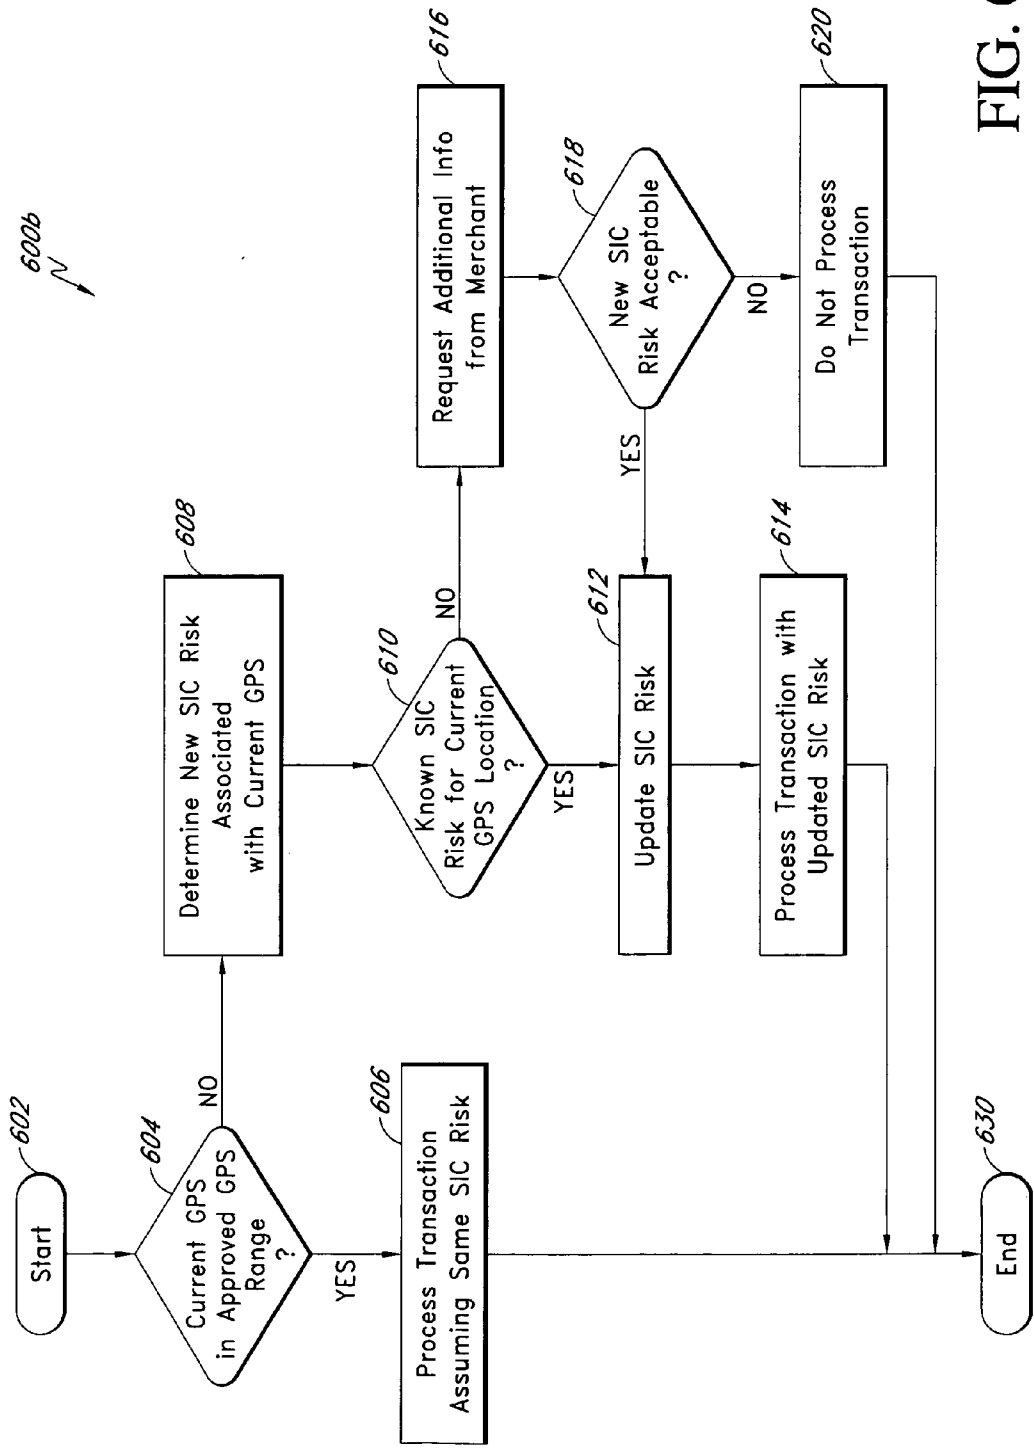 600b
602
Start
604
Current GPS
in Approved GPS
Range
?
NO
YES
606
Process Transaction
Assuming Same SIC Risk
608
Determine New SIC Risk
Associated
with Current GPS
610
Known SIC
Risk for Current
GPS Location
?
NO
YES
612
Update SIC Risk
614
Process Transaction with
Updated SIC Risk
616
Request Additional Info
from Merchant
618
New SIC
Risk Acceptable
?
YES
NO
620
Do Not Process
Transaction
630
End
FIG.